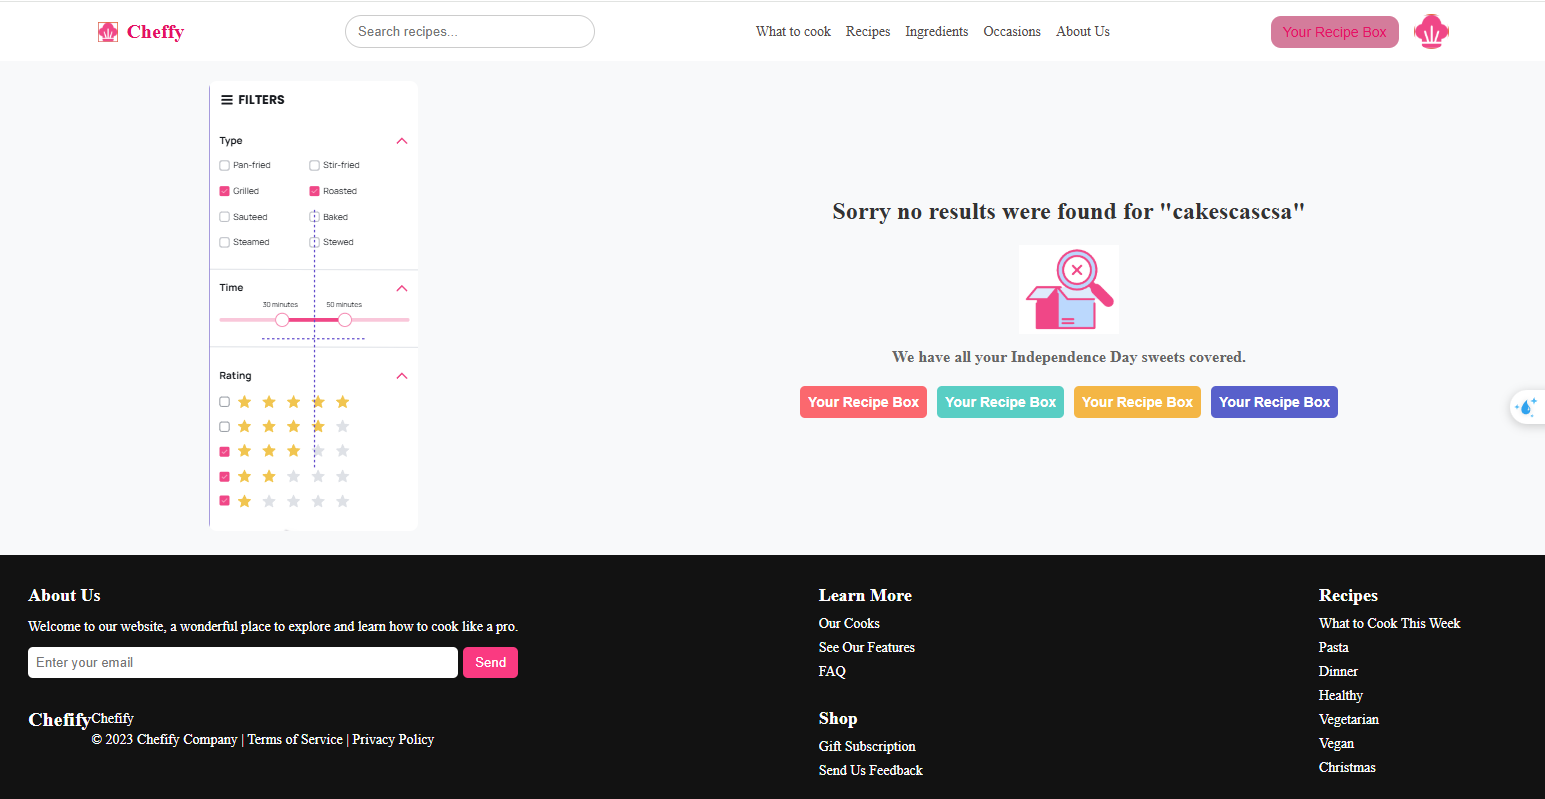 Cheffy
Search recipes...
What to cook Recipes Ingredients Occasions About Us
Your Recipe Box
FILTERS
Type
Pan-fried Stir-fried
Grilled Roasted
Sauteed Baked
Steamed Stewed
Time
30 minutes 50 minutes
Rating
Sorry no results were found for "cakescascsa"
We have all your Independence Day sweets covered.
Your Recipe Box Your Recipe Box Your Recipe Box Your Recipe Box
About Us
Welcome to our website, a wonderful place to explore and learn how to cook like a pro.
Enter your email Send
ChefifyChefify
© 2023 Chefify Company | Terms of Service | Privacy Policy
Learn More
Our Cooks
See Our Features
FAQ
Shop
Gift Subscription
Send Us Feedback
Recipes
What to Cook This Week
Pasta
Dinner
Healthy
Vegetarian
Vegan
Christmas